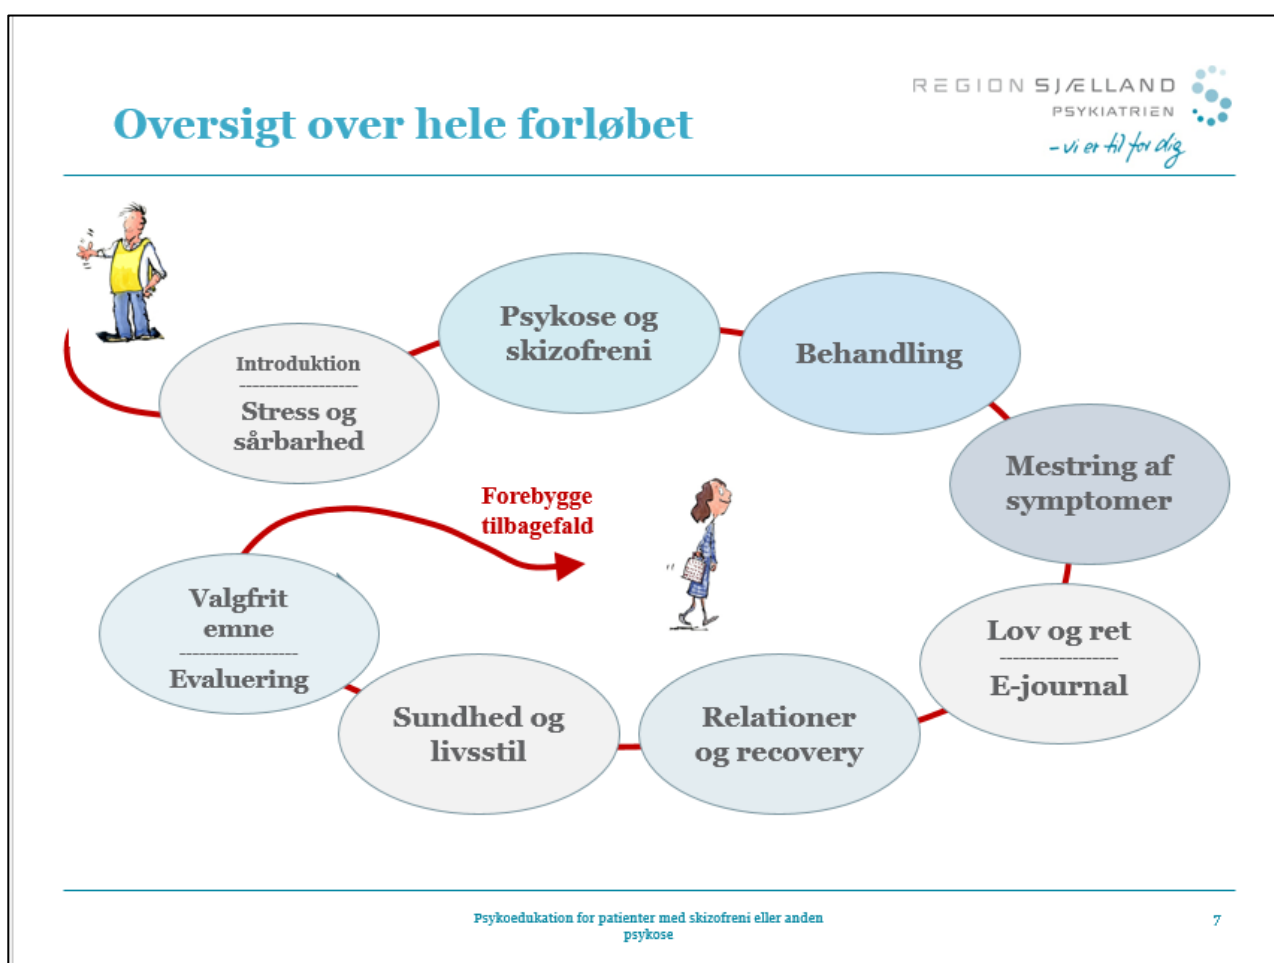 REGION SJÆLLAND
PSYKIATRIEN
- vi er til for dig
Oversigt over hele forløbet
Introduktion
------------------
Stress og
sårbarhed
Psykose og
skizofreni
Behandling
Mestring af
symptomer
Lov og ret
------------------
E-journal
Relationer
og recovery
Sundhed og
livsstil
Valgfrit
emne
------------------
Evaluering
Forebygge
tilbagefald
Psykoedukation for patienter med skizofreni eller anden
psykose
7